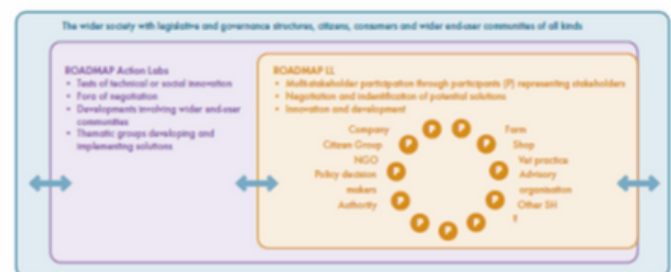 The wider society with legislative and governance structures, citizens, consumers and wider end-user communities of all kinds
ROADMAP Action Labs
• Tests of technical or social innovation
• Fora of negotiation
• Developments involving wider end-user
communities
• Thematic groups developing and
implementing solutions
ROADMAP LL
• Multi-stakeholder participation through participants (P) representing stakeholders
• Negotiation and indentification of potential solutions
• Innovation and development
Company
Citizen Group
NGO
Policy decision
makers
Authority
P P P P P P P P P P P
Farm
Shop
Vet practice
Advisory
organisation
Other SH